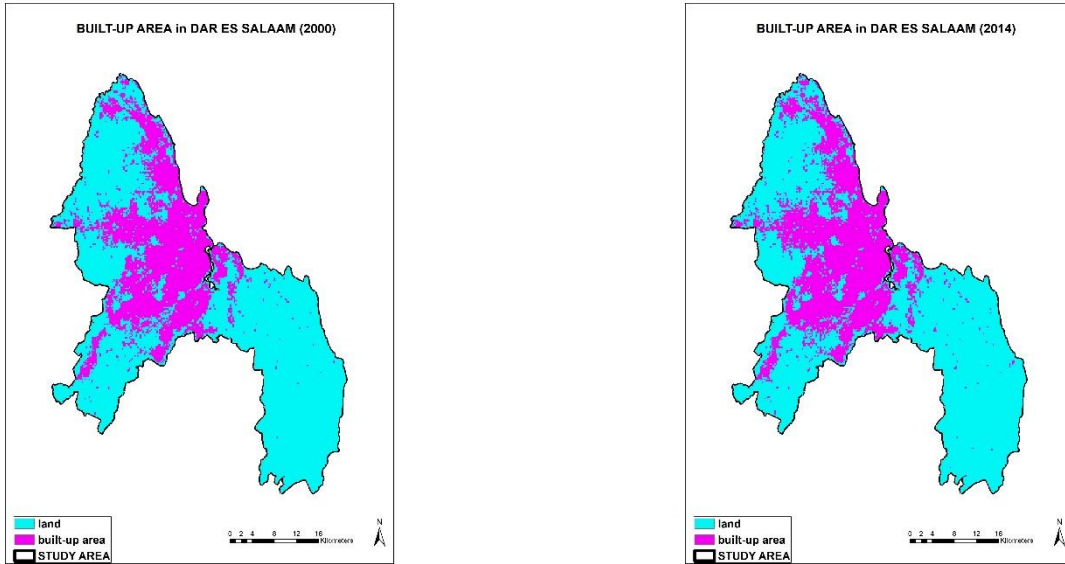 BUILT-UP AREA in DAR ES SALAAM (2000)
land
built-up area
STUDY AREA
0 2 4 8 12 16
Kilometers
N
BUILT-UP AREA in DAR ES SALAAM (2014)
land
built-up area
STUDY AREA
0 2 4 8 12 16
Kilometers
N